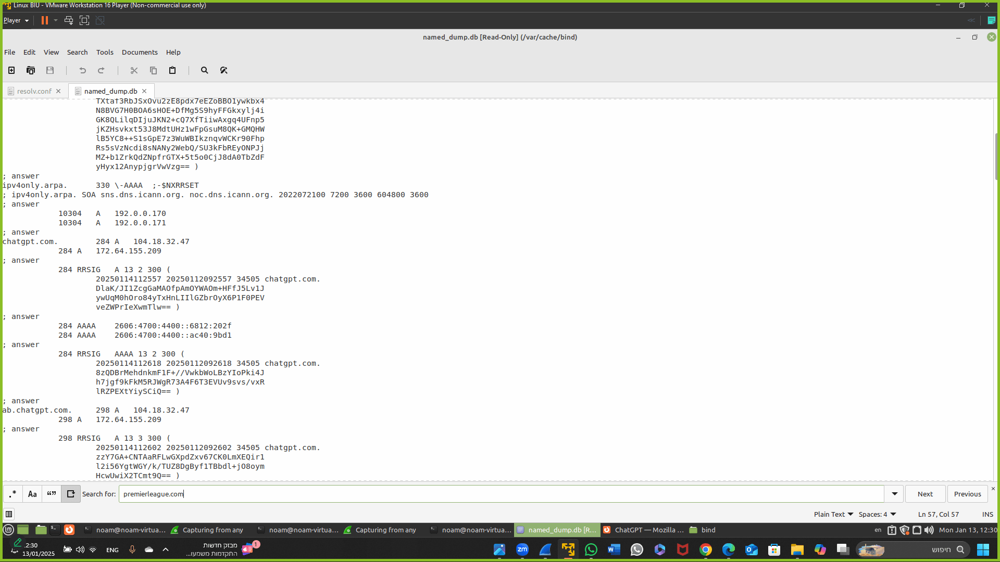 Linux BIU - VMware Workstation 16 Player (Non-commercial use only)
Player
named_dump.db [Read-Only] (/var/cache/bind)
File Edit View Search Tools Documents Help
resolv.conf named_dump.db
TXtaf3RbJSxOvu2zE8pdx7eEZoBBO1ywkbx4
N8BVG7H0BOA6sHOE+DfMg5S9hyFFGkxylj4i
GK8QLilqDIjuJKN2+cQ7XfTiiwAxgq4UFnp5
jKZHsvkxt53J8MdtUHz1wFpGsuM8QK+GMQHW
lB5YC8++S1sGpE7z3WuWBIkznqvWCKr90Fhp
Rs5sVzNcdi8sNANy2WebQ/SU3kFbREyONPJj
MZ+b1ZrkQdZNpfrGTX+5t5o0CjJ8dA0TbZdF
yHyx12AnypjgrVwVzg== )
; answer
ipv4only.arpa. 330 \-AAAA ;-$NXRRSET
; ipv4only.arpa. SOA sns.dns.icann.org. noc.dns.icann.org. 2022072100 7200 3600 604800 3600
; answer
10304 A 192.0.0.170
10304 A 192.0.0.171
; answer
chatgpt.com. 284 A 104.18.32.47
284 A 172.64.155.209
; answer
284 RRSIG A 13 2 300 (
20250114112557 20250112092557 34505 chatgpt.com.
DlaK/JI1ZcgGaMAOfpAmOYWAOm+HFfJ5Lv1J
ywUqM0hOro84yTxHnLIIlGZbrOyX6P1F0PEV
veZWPrIeXwmTlw== )
; answer
284 AAAA 2606:4700:4400::6812:202f
284 AAAA 2606:4700:4400::ac40:9bd1
; answer
284 RRSIG AAAA 13 2 300 (
20250114112618 20250112092618 34505 chatgpt.com.
8zQDBrMehdnkmF1F+//VwkbWoLBzYIoPki4J
h7jgf9kFkM5RJWgR73A4F6T3EVUv9svs/vxR
lRZPEXtYiySCiQ== )
; answer
ab.chatgpt.com. 298 A 104.18.32.47
298 A 172.64.155.209
; answer
298 RRSIG A 13 3 300 (
20250114112602 20250112092602 34505 chatgpt.com.
zzY7GA+CNTAaRFLwGXpdZxv67CK0LmXEQir1
l2i56YgtWGY/k/TUZ8DgByf1TBbdl+jO8oym
HcwUwiX2TCmt9Q== )
.* Aa “” Search for: premierleague.com Next Previous
Plain Text Spaces: 4 Ln 57, Col 57 INS
noam@noam-virtua... Capturing from any noam@noam-virtua... Capturing from any noam@noam-virtua... named_dump.db [R... ChatGPT — Mozilla ... bind en Mon Jan 13, 12:30
12:30
13/01/2025
ENG
מבזק חדשות
התקדמות משמעו...
1
חיפוש